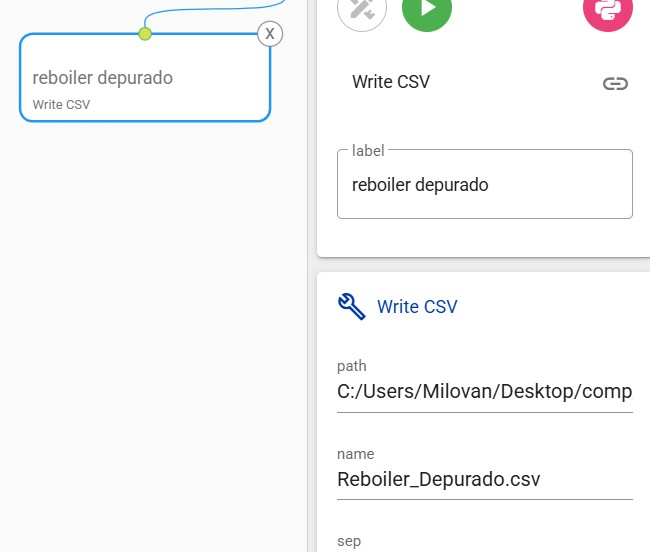 X
reboiler depurado
Write CSV
Write CSV
label
reboiler depurado
Write CSV
path
C:/Users/Milovan/Desktop/comp
name
Reboiler_Depurado.csv
sep